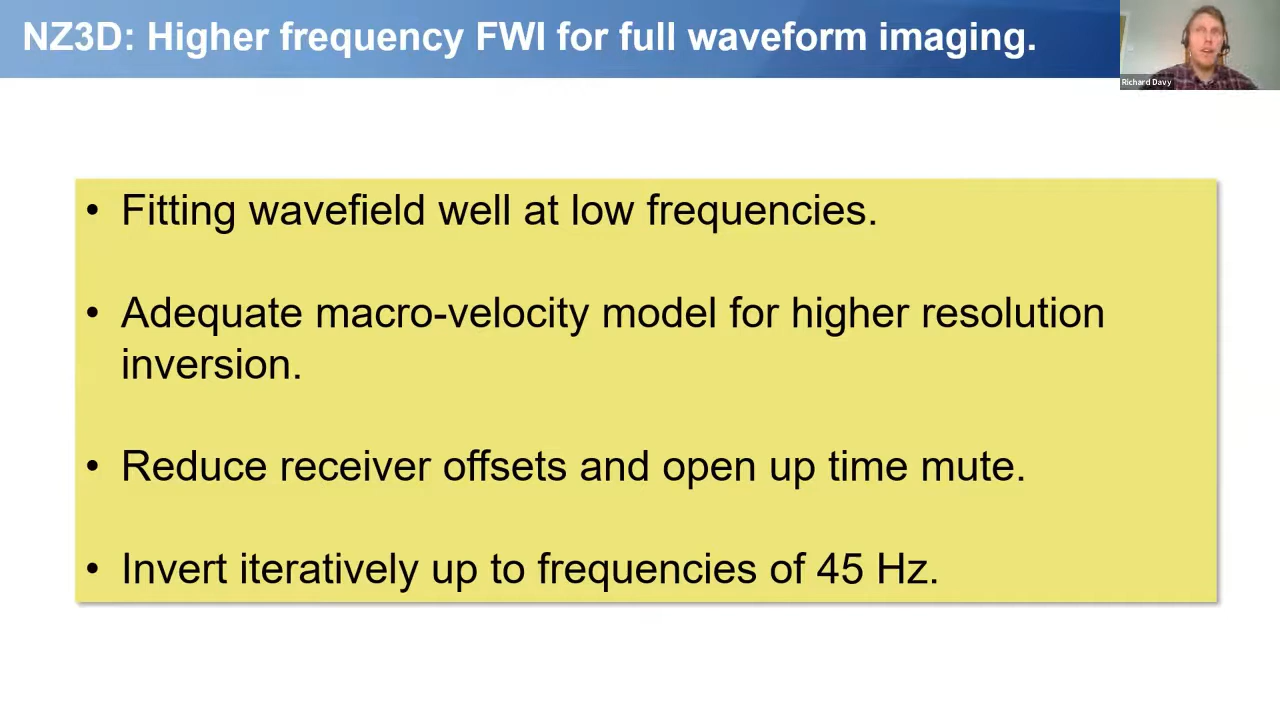 NZ3D: Higher frequency FWI for full waveform imaging.
Richard Davy
• Fitting wavefield well at low frequencies.
• Adequate macro-velocity model for higher resolution
inversion.
• Reduce receiver offsets and open up time mute.
• Invert iteratively up to frequencies of 45 Hz.